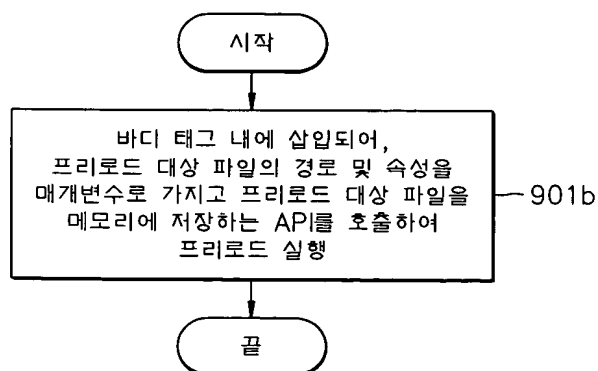 시작
바디 태그 내에 삽입되어,
프리로드 대상 파일의 경로 및 속성을
매개변수로 가지고 프리로드 대상 파일을
메모리에 저장하는 API를 호출하여
프리로드 실행
901b
끝